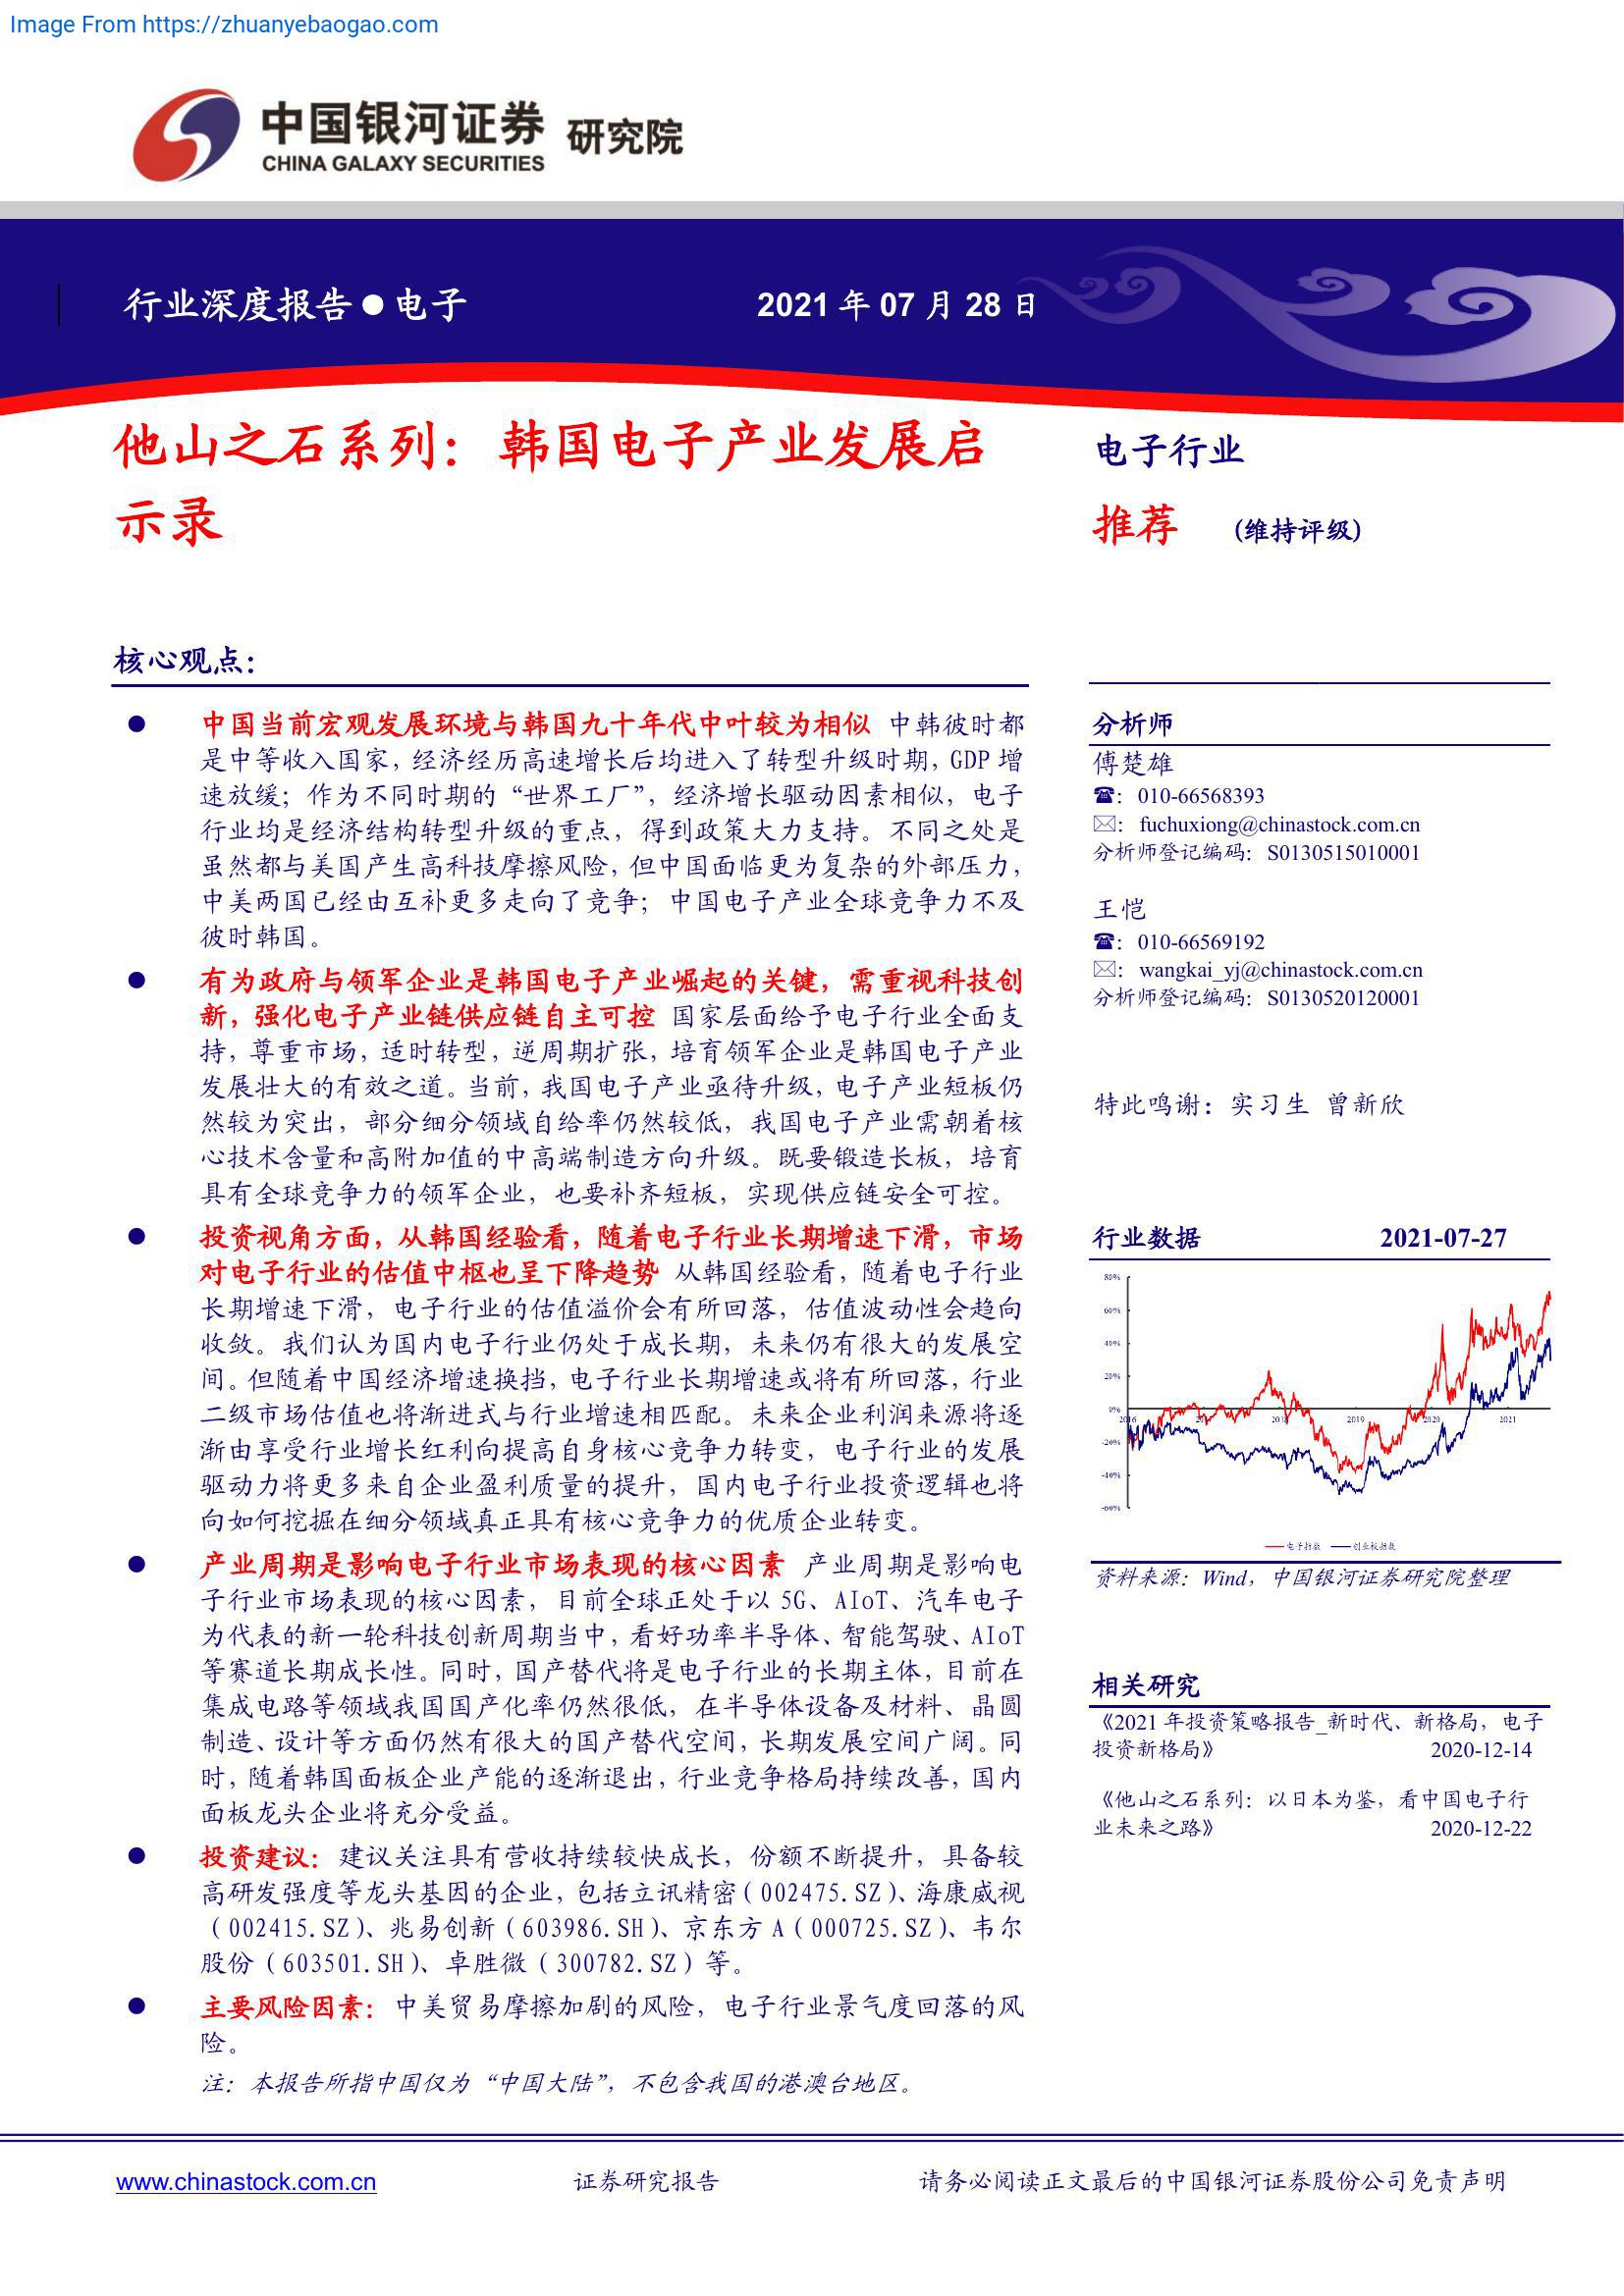 Image From https://zhuanyebaogao.com
中国银河证券 研究院
CHINA GALAXY SECURITIES
行业深度报告●电子
2021 年 07 月 28 日
他山之石系列：韩国电子产业发展启
示录
电子行业
推荐 (维持评级)
核心观点：
● 中国当前宏观发展环境与韩国九十年代中叶较为相似 中韩彼时都
是中等收入国家，经济经历高速增长后均进入了转型升级时期，GDP 增
速放缓；作为不同时期的“世界工厂”，经济增长驱动因素相似，电子
行业均是经济结构转型升级的重点，得到政策大力支持。不同之处是
虽然都与美国产生高科技摩擦风险，但中国面临更为复杂的外部压力，
中美两国已经由互补更多走向了竞争；中国电子产业全球竞争力不及
彼时韩国。
● 有为政府与领军企业是韩国电子产业崛起的关键，需重视科技创
新，强化电子产业链供应链自主可控 国家层面给予电子行业全面支
持，尊重市场，适时转型，逆周期扩张，培育领军企业是韩国电子产业
发展壮大的有效之道。当前，我国电子产业亟待升级，电子产业短板仍
然较为突出，部分细分领域自给率仍然较低，我国电子产业需朝着核
心技术含量和高附加值的中高端制造方向升级。既要锻造长板，培育
具有全球竞争力的领军企业，也要补齐短板，实现供应链安全可控。
● 投资视角方面，从韩国经验看，随着电子行业长期增速下滑，市场
对电子行业的估值中枢也呈下降趋势 从韩国经验看，随着电子行业
长期增速下滑，电子行业的估值溢价会有所回落，估值波动性会趋向
收敛。我们认为国内电子行业仍处于成长期，未来仍有很大的发展空
间。但随着中国经济增速换挡，电子行业长期增速或将有所回落，行业
二级市场估值也将渐进式与行业增速相匹配。未来企业利润来源将逐
渐由享受行业增长红利向提高自身核心竞争力转变，电子行业的发展
驱动力将更多来自企业盈利质量的提升，国内电子行业投资逻辑也将
向如何挖掘在细分领域真正具有核心竞争力的优质企业转变。
● 产业周期是影响电子行业市场表现的核心因素 产业周期是影响电
子行业市场表现的核心因素，目前全球正处于以 5G、AIoT、汽车电子
为代表的新一轮科技创新周期当中，看好功率半导体、智能驾驶、AIoT
等赛道长期成长性。同时，国产替代将是电子行业的长期主体，目前在
集成电路等领域我国国产化率仍然很低，在半导体设备及材料、晶圆
制造、设计等方面仍然有很大的国产替代空间，长期发展空间广阔。同
时，随着韩国面板企业产能的逐渐退出，行业竞争格局持续改善，国内
面板龙头企业将充分受益。
● 投资建议：建议关注具有营收持续较快成长，份额不断提升，具备较
高研发强度等龙头基因的企业，包括立讯精密（002475.SZ）、海康威视
（002415.SZ）、兆易创新（603986.SH）、京东方 A（000725.SZ）、韦尔
股份（603501.SH）、卓胜微（300782.SZ）等。
● 主要风险因素：中美贸易摩擦加剧的风险，电子行业景气度回落的风
险。
注：本报告所指中国仅为“中国大陆”，不包含我国的港澳台地区。
分析师
傅楚雄
☎：010-66568393
✉：fuchuxiong@chinastock.com.cn
分析师登记编码：S0130515010001
王恺
☎：010-66569192
✉：wangkai_yj@chinastock.com.cn
分析师登记编码：S0130520120001
特此鸣谢：实习生 曾新欣
行业数据 2021-07-27
80%
60%
40%
20%
0%
-20%
-40%
-60%
2016 2018 2019 2020 2021
电子指数 创业板指数
资料来源：Wind，中国银河证券研究院整理
相关研究
《2021 年投资策略报告_新时代、新格局，电子
投资新格局》 2020-12-14
《他山之石系列：以日本为鉴，看中国电子行
业未来之路》 2020-12-22
www.chinastock.com.cn
证券研究报告
请务必阅读正文最后的中国银河证券股份公司免责声明